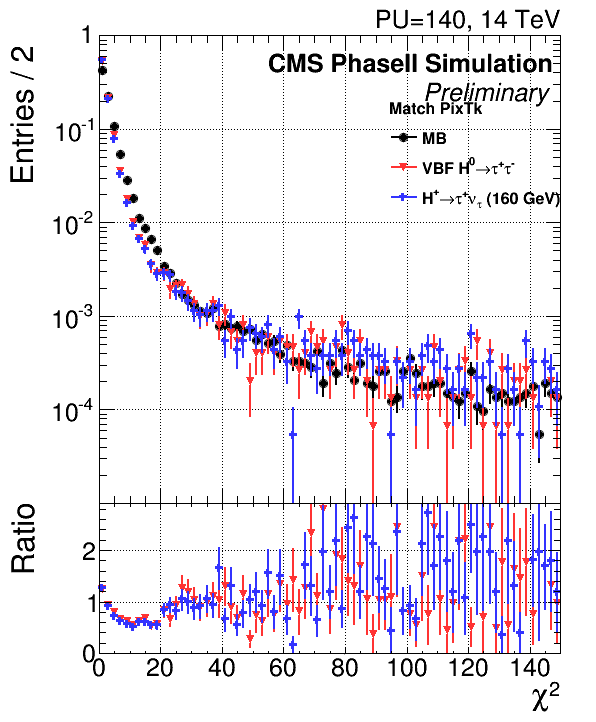 PU=140, 14 TeV
Entries / 2
CMS PhaseII Simulation
Preliminary
Match PixTk
MB
VBF H⁰→τ⁺τ⁻
H⁺→τ⁺ντ (160 GeV)
1
10⁻¹
10⁻²
10⁻³
10⁻⁴
Ratio
2
1
0
0 20 40 60 80 100 120 140
χ²